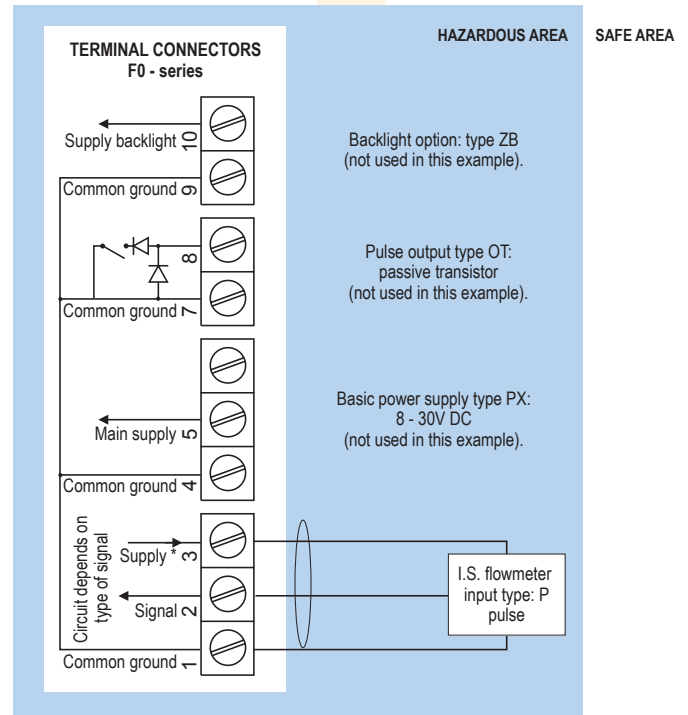 HAZARDOUS AREA
SAFE AREA
TERMINAL CONNECTORS
F0 - series
Supply backlight
10
Common ground
9
Backlight option: type ZB
(not used in this example).
8
Common ground
7
Pulse output type OT:
passive transistor
(not used in this example).
Main supply
5
Common ground
4
Basic power supply type PX:
8 - 30V DC
(not used in this example).
Circuit depends on
type of signal
Supply *
3
Signal
2
Common ground
1
I.S. flowmeter
input type: P
pulse